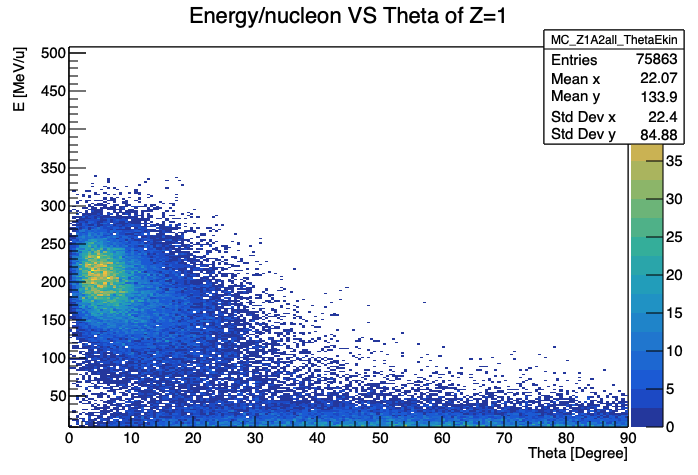 Energy/nucleon VS Theta of Z=1
MC_Z1A2all_ThetaEkin
Entries 75863
Mean x 22.07
Mean y 133.9
Std Dev x 22.4
Std Dev y 84.88
E [MeV/u]
500
450
400
350
300
250
200
150
100
50
35
30
25
20
15
10
5
0
0 10 20 30 40 50 60 70 80 90
Theta [Degree]